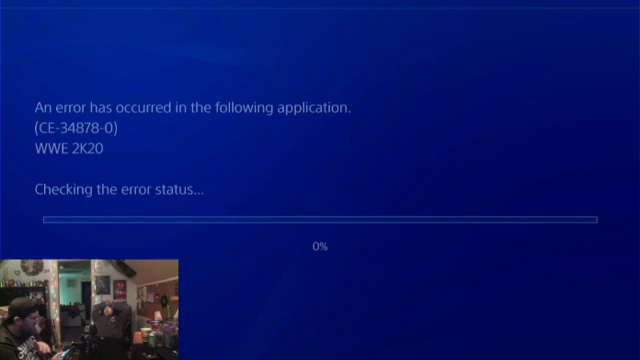 An error has occurred in the following application.
(CE-34878-0)
WWE 2K20
Checking the error status...
0%